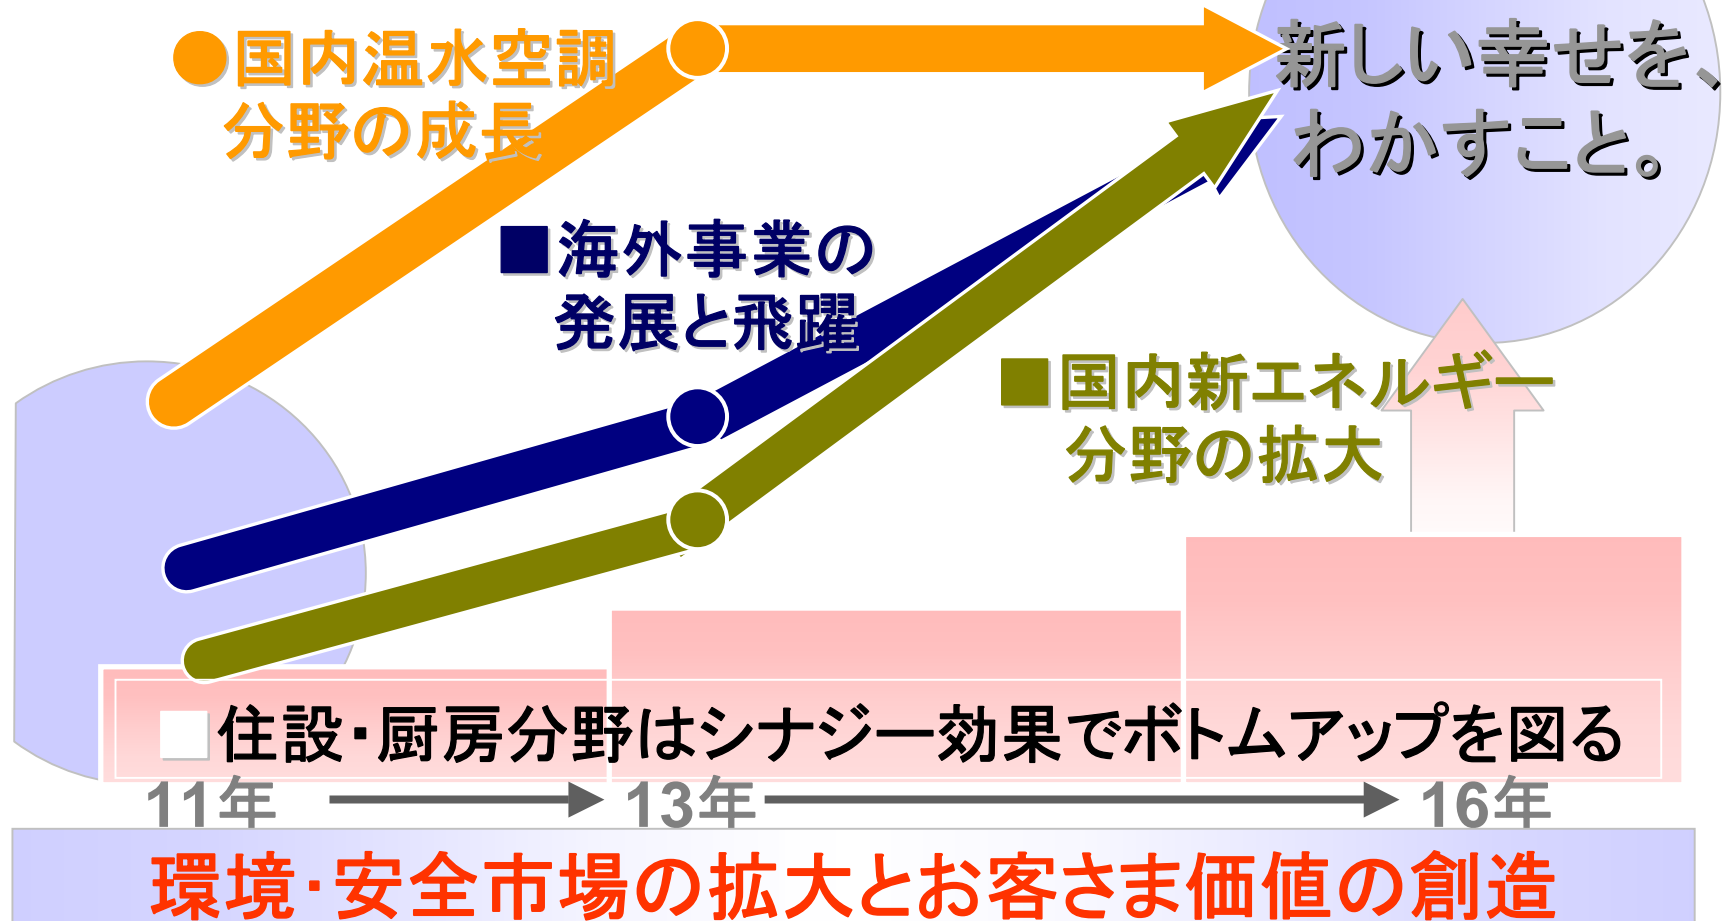 ●国内温水空調
分野の成長
新しい幸せを、
わかすこと。
■海外事業の
発展と飛躍
■国内新エネルギー
分野の拡大
■住設・厨房分野はシナジー効果でボトムアップを図る
11年
13年
16年
環境・安全市場の拡大とお客さま価値の創造